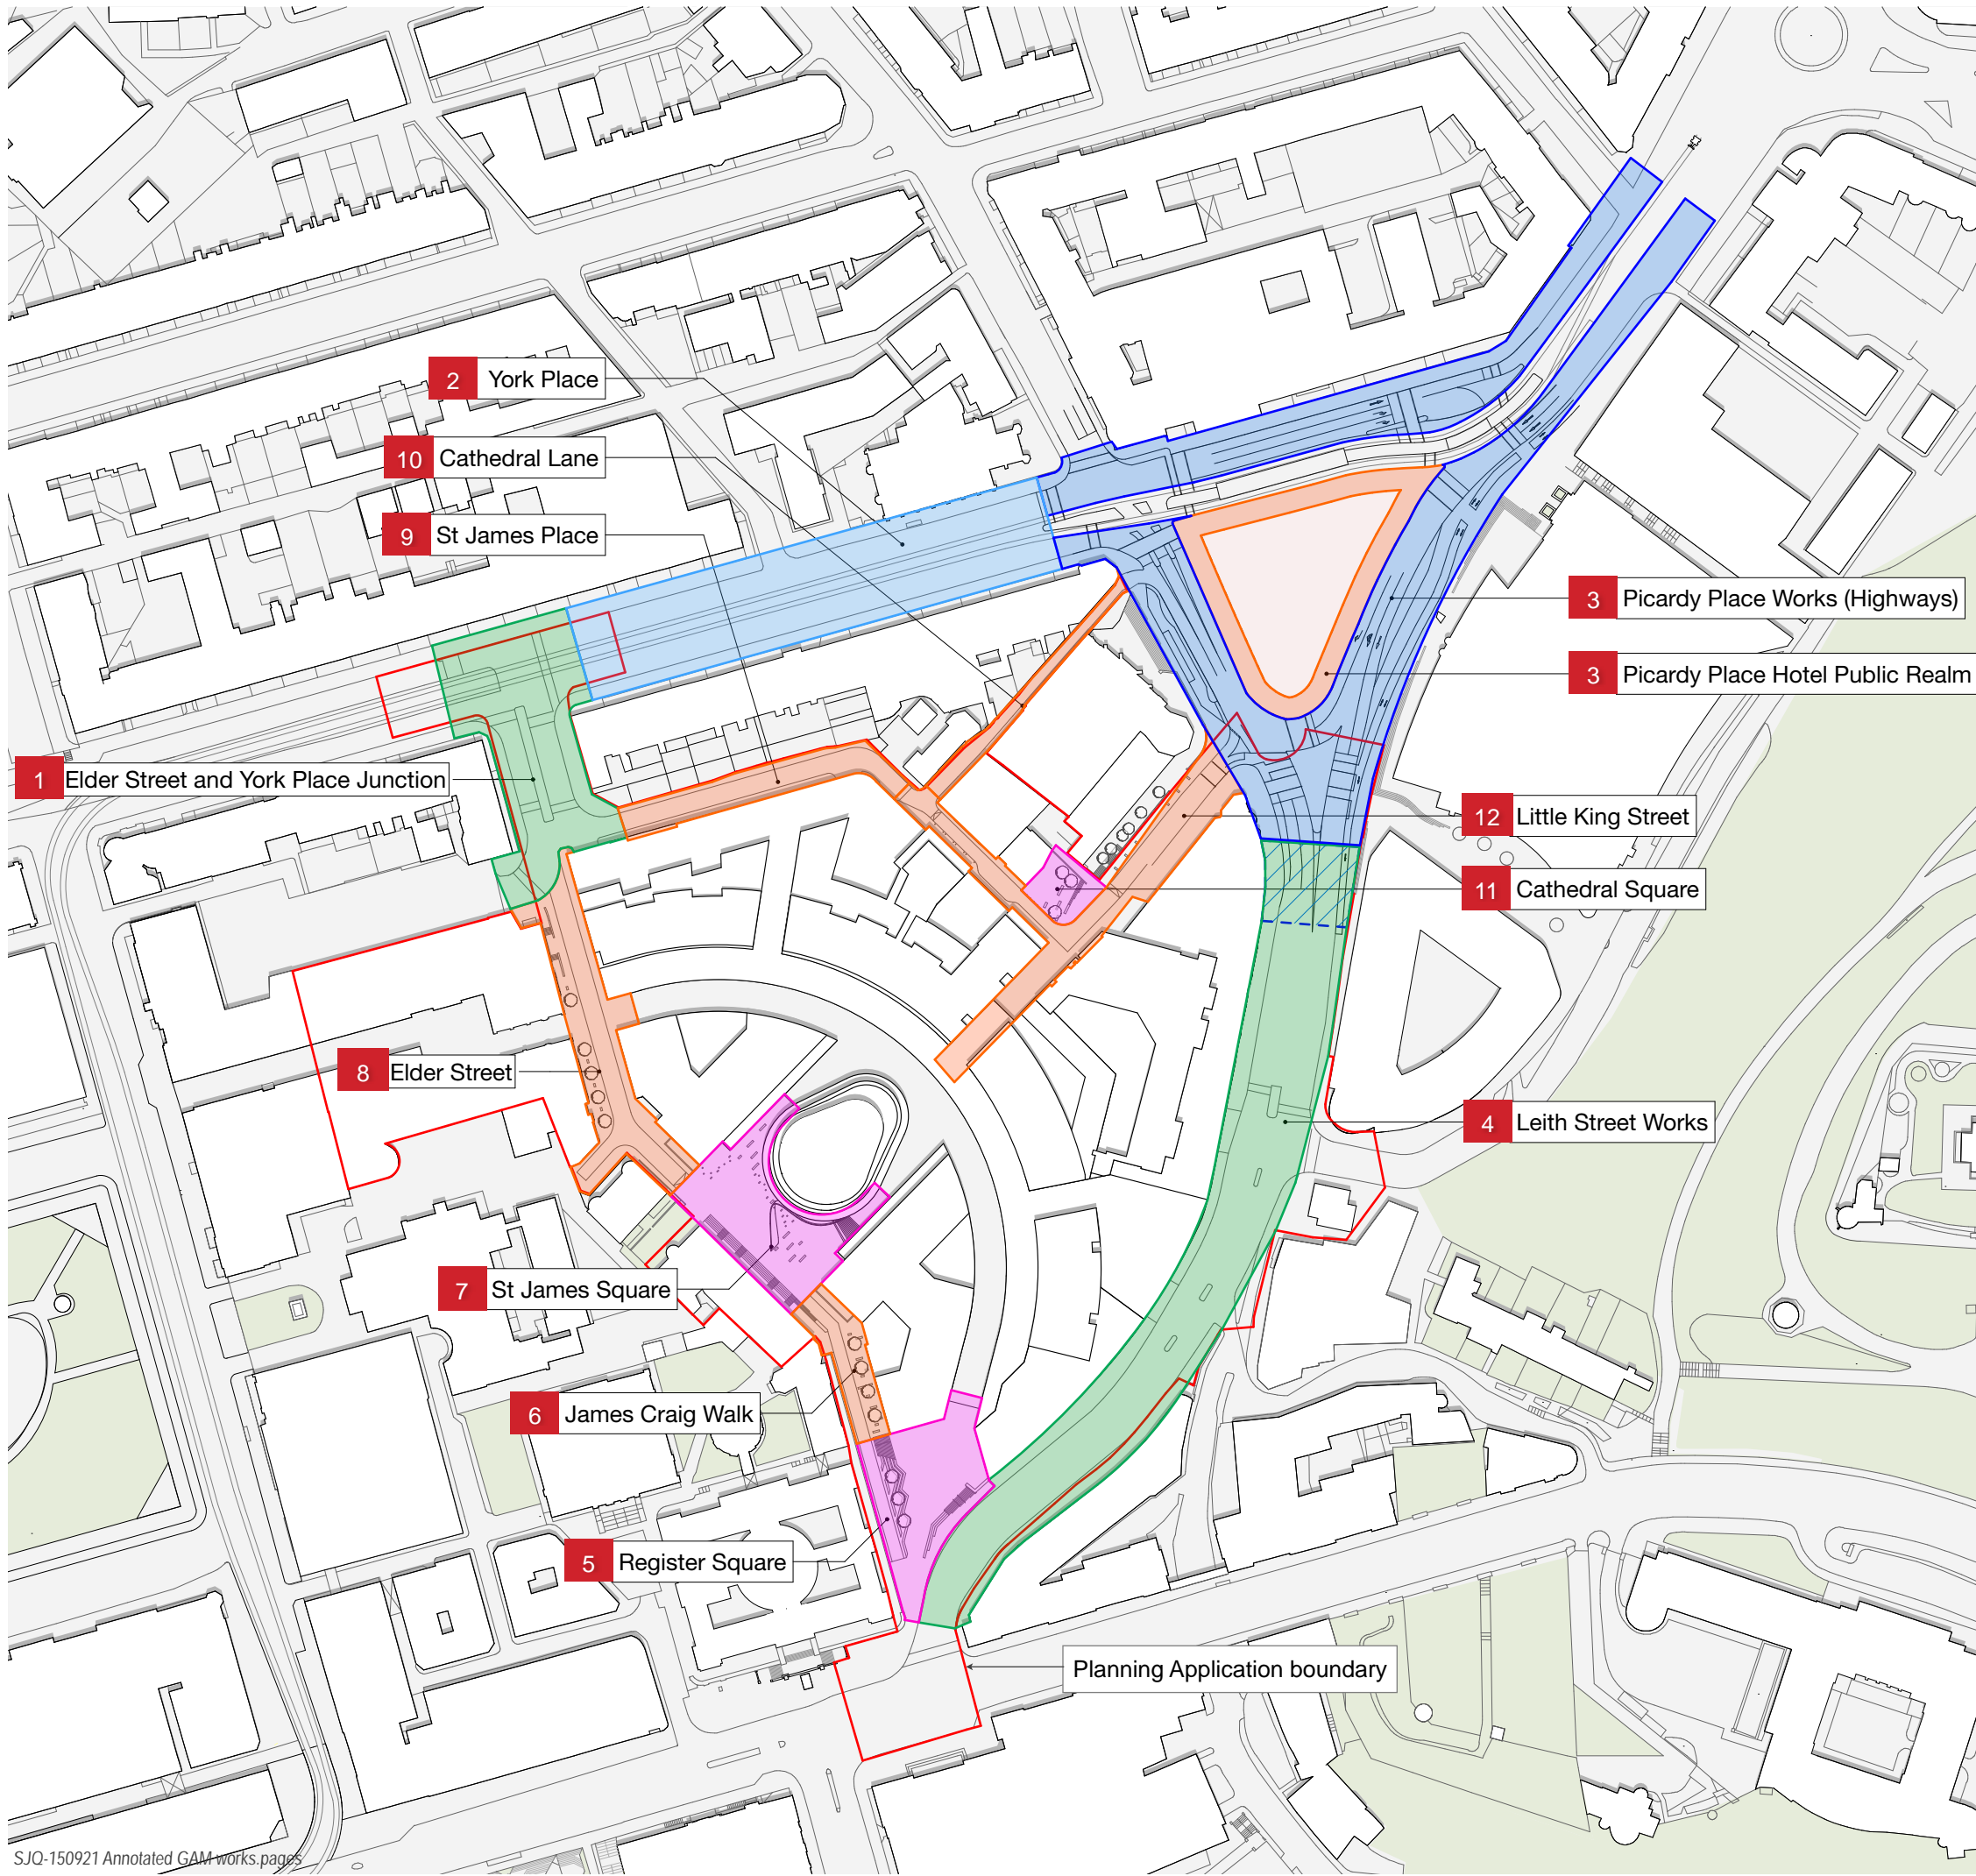 2 York Place
10 Cathedral Lane
9 St James Place
3 Picardy Place Works (Highways)
3 Picardy Place Hotel Public Realm
1 Elder Street and York Place Junction
12 Little King Street
11 Cathedral Square
8 Elder Street
4 Leith Street Works
7 St James Square
6 James Craig Walk
5 Register Square
Planning Application boundary
SJQ-150921 Annotated GAM works.pages